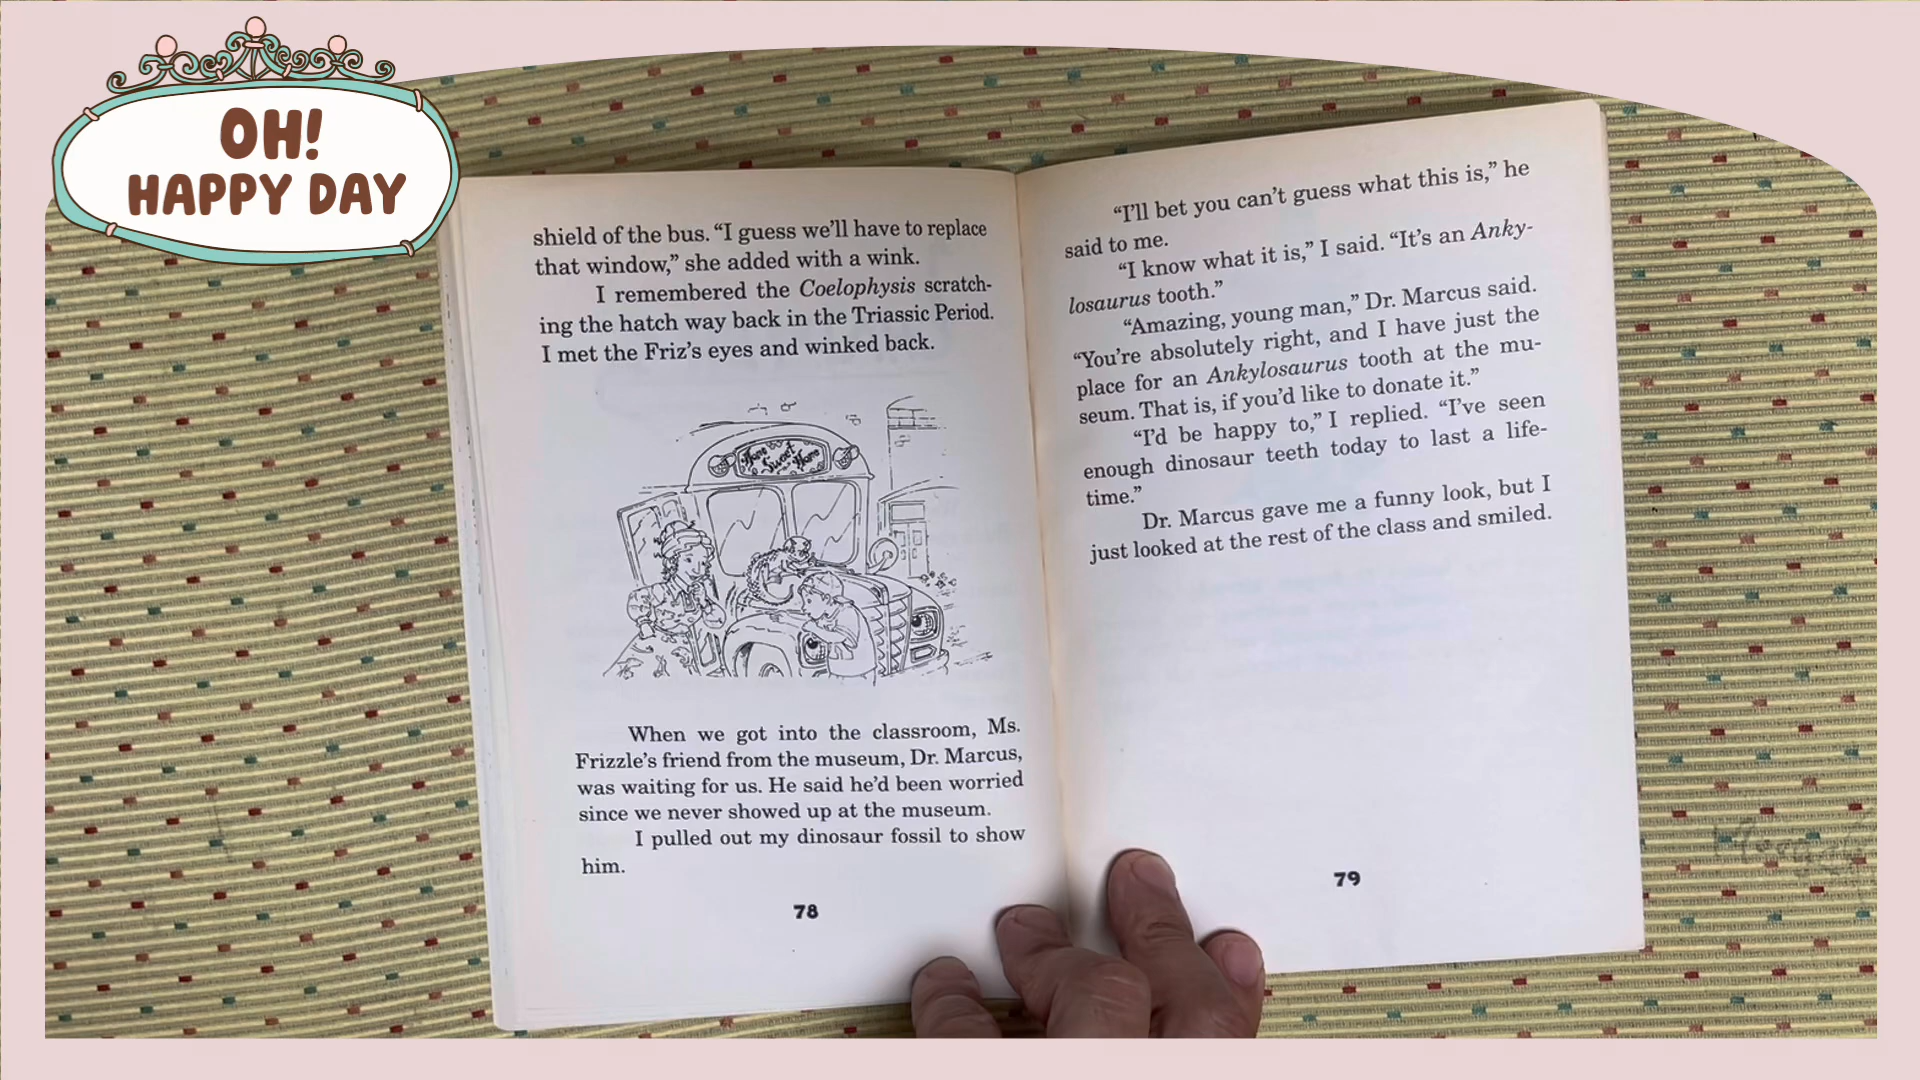 OH!
HAPPY DAY
shield of the bus. “I guess we’ll have to replace
that window,” she added with a wink.
I remembered the Coelophysis scratch-
ing the hatch way back in the Triassic Period.
I met the Friz’s eyes and winked back.
Home
Sweet
Home
When we got into the classroom, Ms.
Frizzle’s friend from the museum, Dr. Marcus,
was waiting for us. He said he’d been worried
since we never showed up at the museum.
I pulled out my dinosaur fossil to show
him.
78
“I’ll bet you can’t guess what this is,” he
said to me.
“I know what it is,” I said. “It’s an Anky-
losaurus tooth.”
“Amazing, young man,” Dr. Marcus said.
“You’re absolutely right, and I have just the
place for an Ankylosaurus tooth at the mu-
seum. That is, if you’d like to donate it.”
“I’d be happy to,” I replied. “I’ve seen
enough dinosaur teeth today to last a life-
time.”
Dr. Marcus gave me a funny look, but I
just looked at the rest of the class and smiled.
79